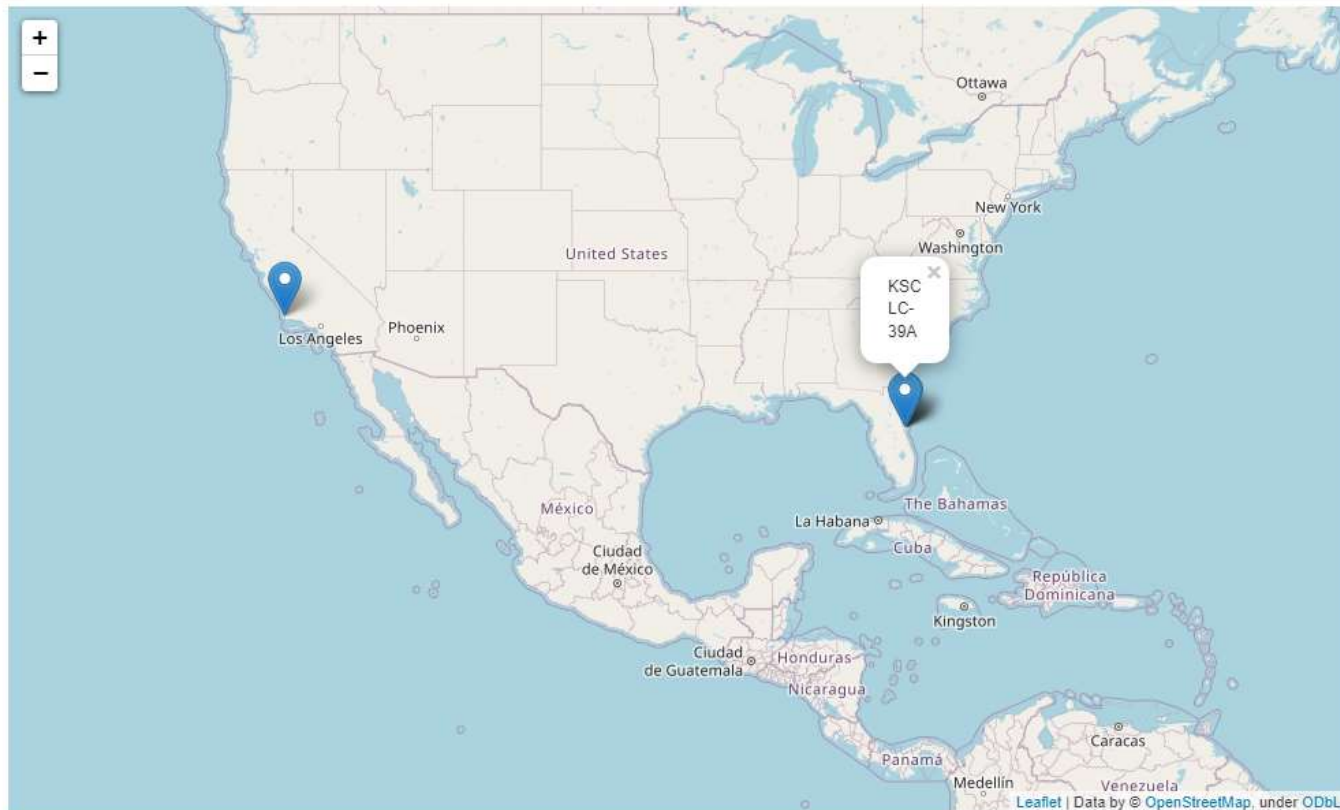 +
−
Ottawa
New York
Washington
United States
KSC
LC-
39A
×
Los Angeles
Phoenix
The Bahamas
México
La Habana
Cuba
Ciudad
de México
República
Dominicana
Kingston
Ciudad
de Guatemala
Honduras
Nicaragua
Caracas
Panamá
Medellín
Venezuela
Leaflet | Data by © OpenStreetMap, under ODbL